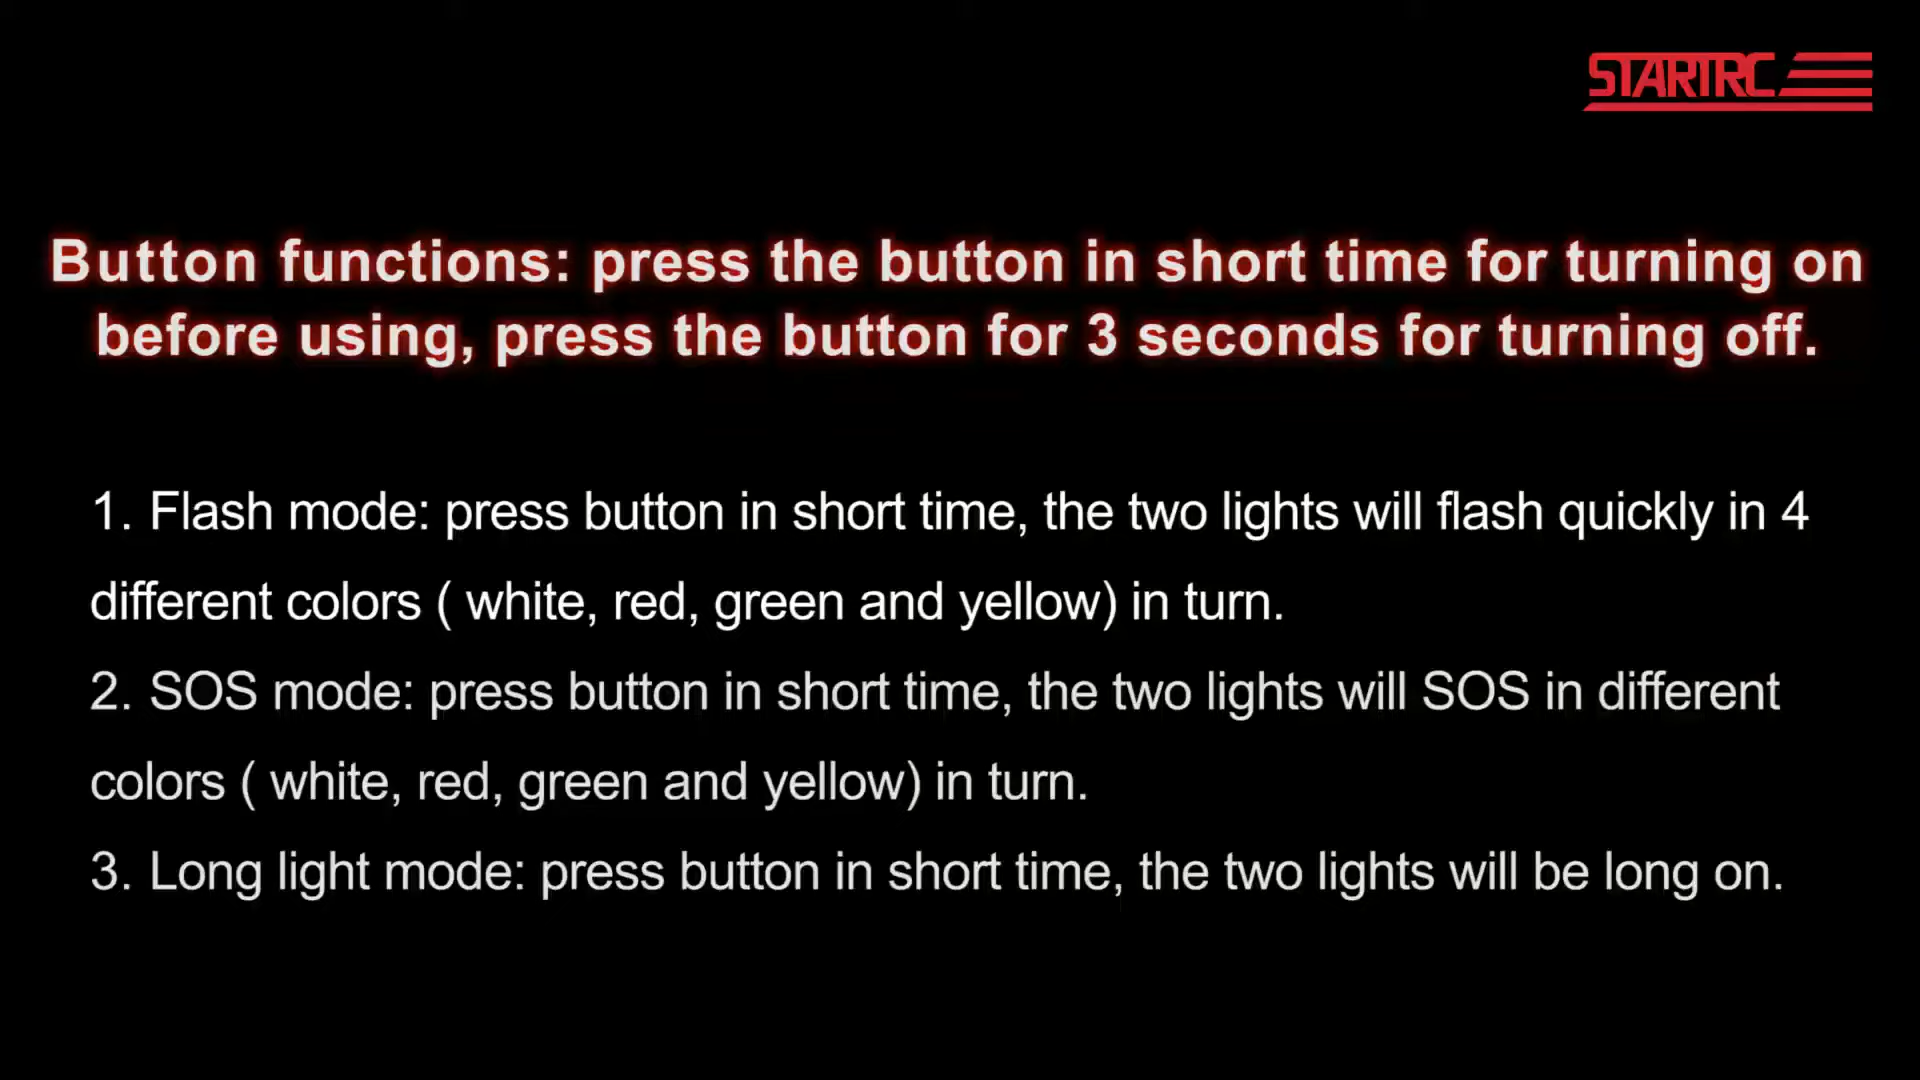 STARTRC
Button functions: press the button in short time for turning on
before using, press the button for 3 seconds for turning off.
1. Flash mode: press button in short time, the two lights will flash quickly in 4
different colors ( white, red, green and yellow) in turn.
2. SOS mode: press button in short time, the two lights will SOS in different
colors ( white, red, green and yellow) in turn.
3. Long light mode: press button in short time, the two lights will be long on.